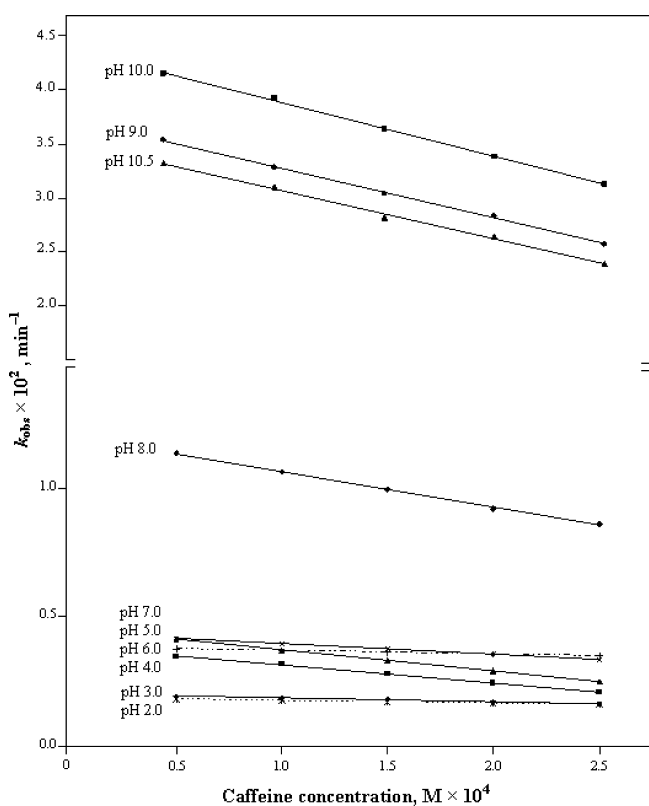 4.5
pH 10.0
4.0
pH 9.0
3.5
pH 10.5
3.0
2.5
2.0
k_obs × 10², min⁻¹
pH 8.0
1.0
pH 7.0
0.5
pH 5.0
pH 6.0
pH 4.0
pH 3.0
pH 2.0
0.0
0 0.5 1.0 1.5 2.0 2.5
Caffeine concentration, M × 10⁴